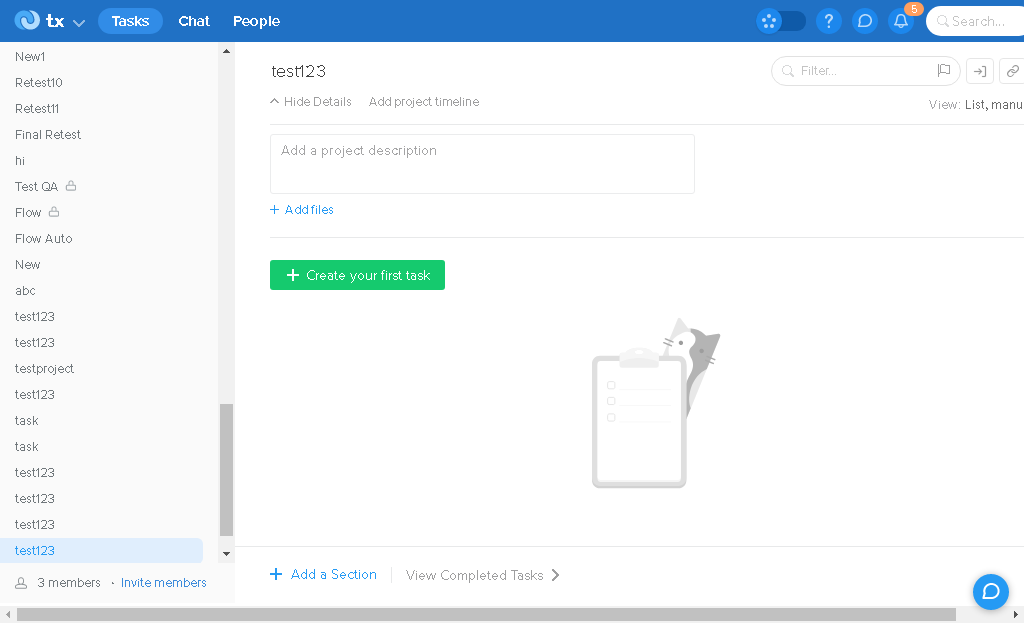 tx Tasks Chat People ? 5 Search...
New1
Retest10
Retest11
Final Retest
hi
Test QA
Flow
Flow Auto
New
abc
test123
test123
testproject
test123
task
task
test123
test123
test123
test123
3 members · Invite members
test123
Filter...
Hide Details Add project timeline
View: List, manu
Add a project description
+ Add files
+ Create your first task
+ Add a Section View Completed Tasks